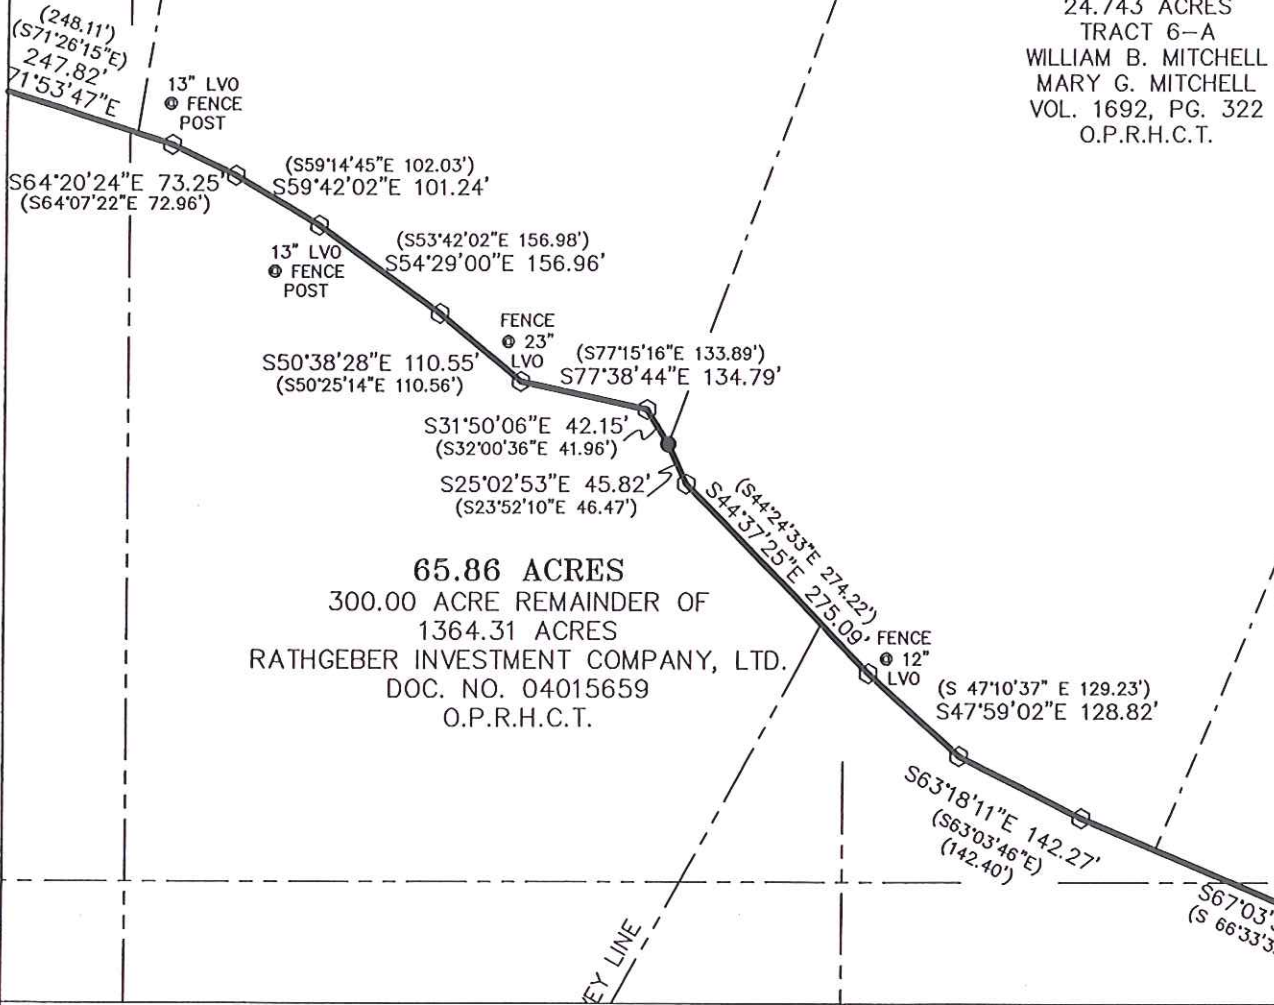 (248.11')
(S71°26'15"E)
247.82'
71°53'47"E
24.743 ACRES
TRACT 6-A
WILLIAM B. MITCHELL
MARY G. MITCHELL
VOL. 1692, PG. 322
O.P.R.H.C.T.
13" LVO
FENCE
POST
S64°20'24"E 73.25'
(S64°07'22"E 72.96')
(S59°14'45"E 102.03')
S59°42'02"E 101.24'
13" LVO
FENCE
POST
(S53°42'02"E 156.98')
S54°29'00"E 156.96'
FENCE
23"
LVO
S50°38'28"E 110.55'
(S50°25'14"E 110.56')
(S77°15'16"E 133.89')
S77°38'44"E 134.79'
S31°50'06"E 42.15'
(S32°00'36"E 41.96')
S25°02'53"E 45.82'
(S23°52'10"E 46.47')
(S44°24'33"E 274.22')
S44°37'25"E 275.09'
65.86 ACRES
300.00 ACRE REMAINDER OF
1364.31 ACRES
RATHGEBER INVESTMENT COMPANY, LTD.
DOC. NO. 04015659
O.P.R.H.C.T.
FENCE
12"
LVO
(S 47°10'37" E 129.23')
S47°59'02"E 128.82'
S63°18'11"E 142.27'
(S63°03'46"E)
(142.40')
S67°03'
(S 66°33'3
EY LINE